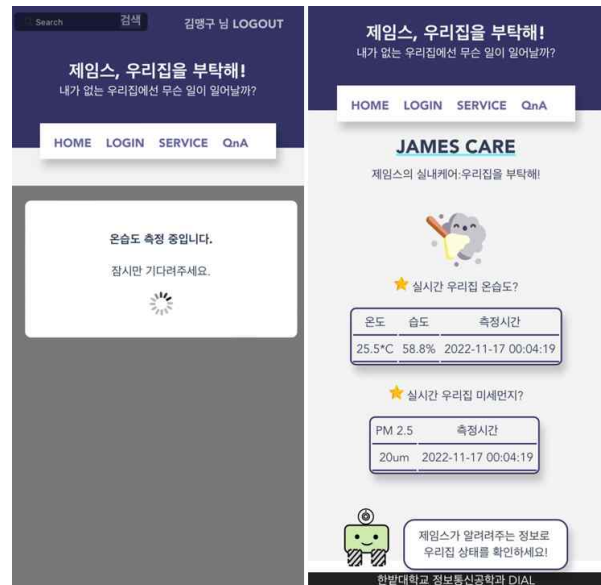 Search 검색 김맹구 님 LOGOUT
제임스, 우리집을 부탁해!
내가 없는 우리집에선 무슨 일이 일어날까?
HOME LOGIN SERVICE QnA
온습도 측정 중입니다.
잠시만 기다려주세요.
제임스, 우리집을 부탁해!
내가 없는 우리집에선 무슨 일이 일어날까?
HOME LOGIN SERVICE QnA
JAMES CARE
제임스의 실내케어:우리집을 부탁해!
실시간 우리집 온습도?
온도 습도 측정시간
25.5*C 58.8% 2022-11-17 00:04:19
실시간 우리집 미세먼지?
PM 2.5 측정시간
20um 2022-11-17 00:04:19
제임스가 알려려주는 정보로
우리집 상태를 확인하세요!
한밭대학교 정보통신공학과 DIAL